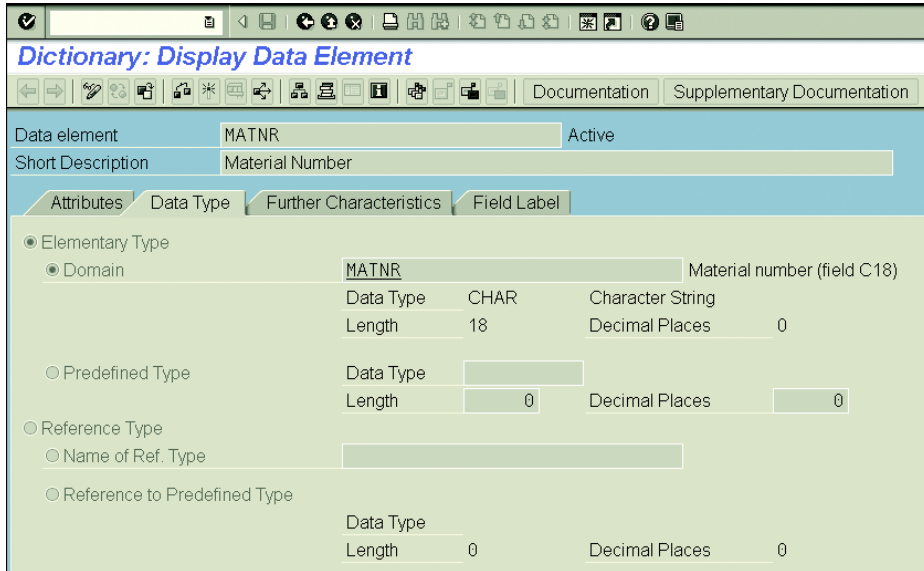 Dictionary: Display Data Element
Documentation Supplementary Documentation
Data element MATNR Active
Short Description Material Number
Attributes Data Type Further Characteristics Field Label
Elementary Type
Domain MATNR Material number (field C18)
Data Type CHAR Character String
Length 18 Decimal Places 0
Predefined Type Data Type
Length 0 Decimal Places 0
Reference Type
Name of Ref. Type
Reference to Predefined Type
Data Type
Length 0 Decimal Places 0